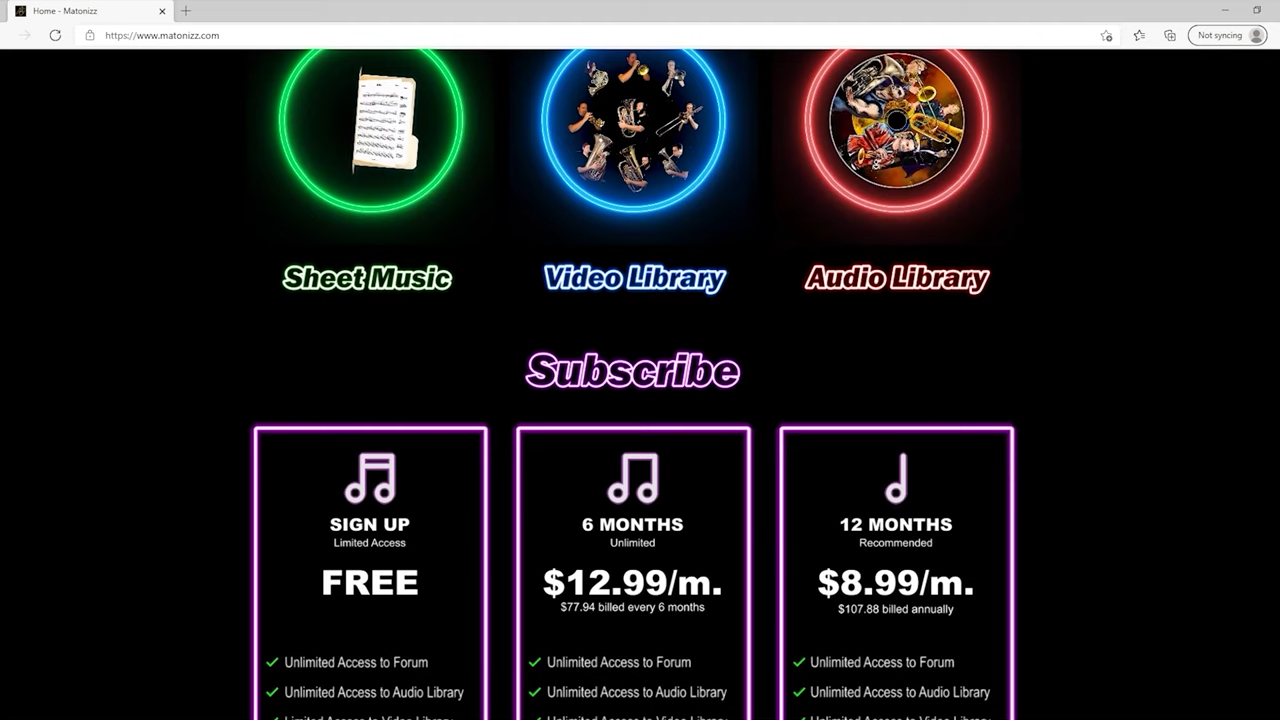 Home - Matonizz
https://www.matonizz.com
Not syncing
Sheet Music
Video Library
Audio Library
Subscribe
SIGN UP
Limited Access
FREE
6 MONTHS
Unlimited
$12.99/m.
$77.94 billed every 6 months
12 MONTHS
Recommended
$8.99/m.
$107.88 billed annually
Unlimited Access to Forum
Unlimited Access to Forum
Unlimited Access to Forum
Unlimited Access to Audio Library
Unlimited Access to Audio Library
Unlimited Access to Audio Library